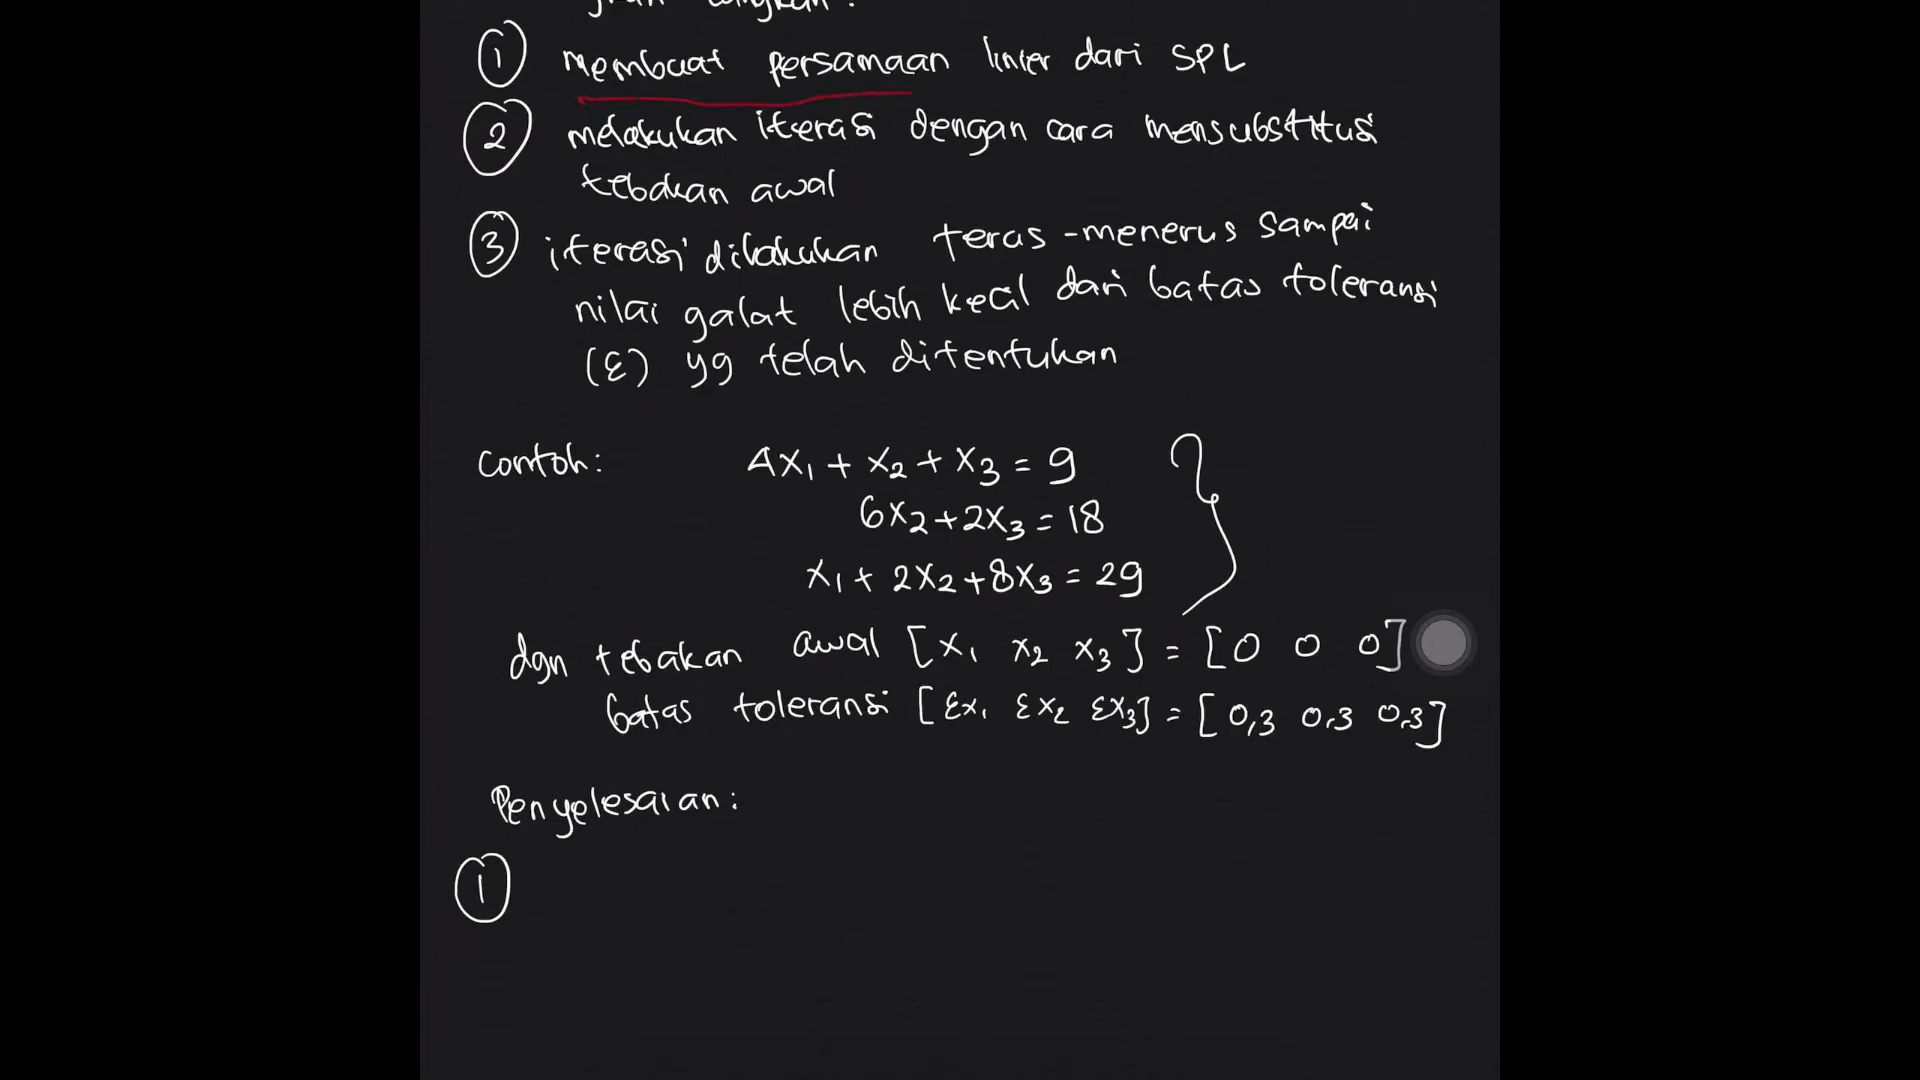 ① membuat persamaan linier dari SPL
② melakukan iterasi dengan cara mensubstitusi
tebakan awal
③ iterasi dilakukan terus-menerus sampai
nilai galat lebih kecil dari batas toleransi
(ε) yg telah ditentukan
Contoh: 4x₁ + x₂ + x₃ = 9
6x₂ + 2x₃ = 18
x₁ + 2x₂ + 8x₃ = 29
dgn tebakan awal [x₁ x₂ x₃] = [0 0 0]
batas toleransi [εx₁ εx₂ εx₃] = [0,3 0,3 0,3]
Penyelesaian:
①